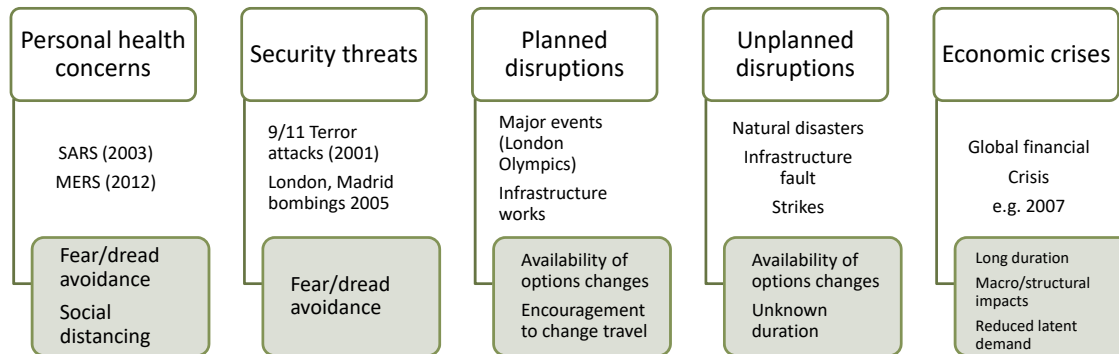 Personal health
concerns
Security threats
Planned
disruptions
Unplanned
disruptions
Economic crises
SARS (2003)
MERS (2012)
9/11 Terror
attacks (2001)
London, Madrid
bombings 2005
Major events
(London
Olympics)
Infrastructure
works
Natural disasters
Infrastructure
fault
Strikes
Global financial
Crisis
e.g. 2007
Fear/dread
avoidance
Social
distancing
Fear/dread
avoidance
Availability of
options changes
Encouragement
to change travel
Availability of
options changes
Unknown
duration
Long duration
Macro/structural
impacts
Reduced latent
demand